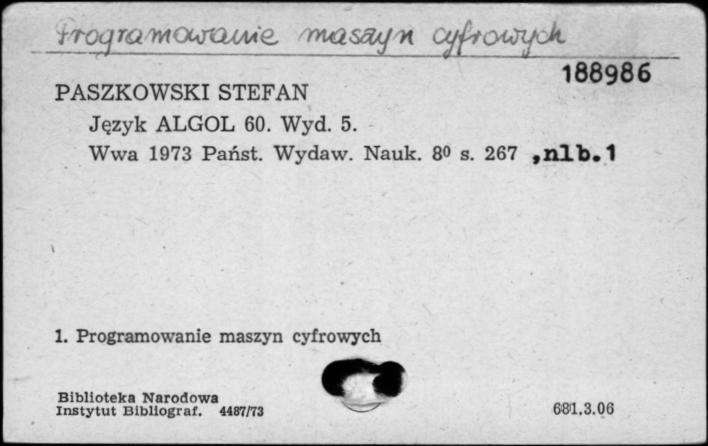 Programowanie maszyn cyfrowych
188986
PASZKOWSKI STEFAN
Język ALGOL 60. Wyd. 5.
Wwa 1973 Państ. Wydaw. Nauk. 8⁰ s. 267 ,nlb.1
1. Programowanie maszyn cyfrowych
Biblioteka Narodowa
Instytut Bibliograf. 4487/73
681.3.06